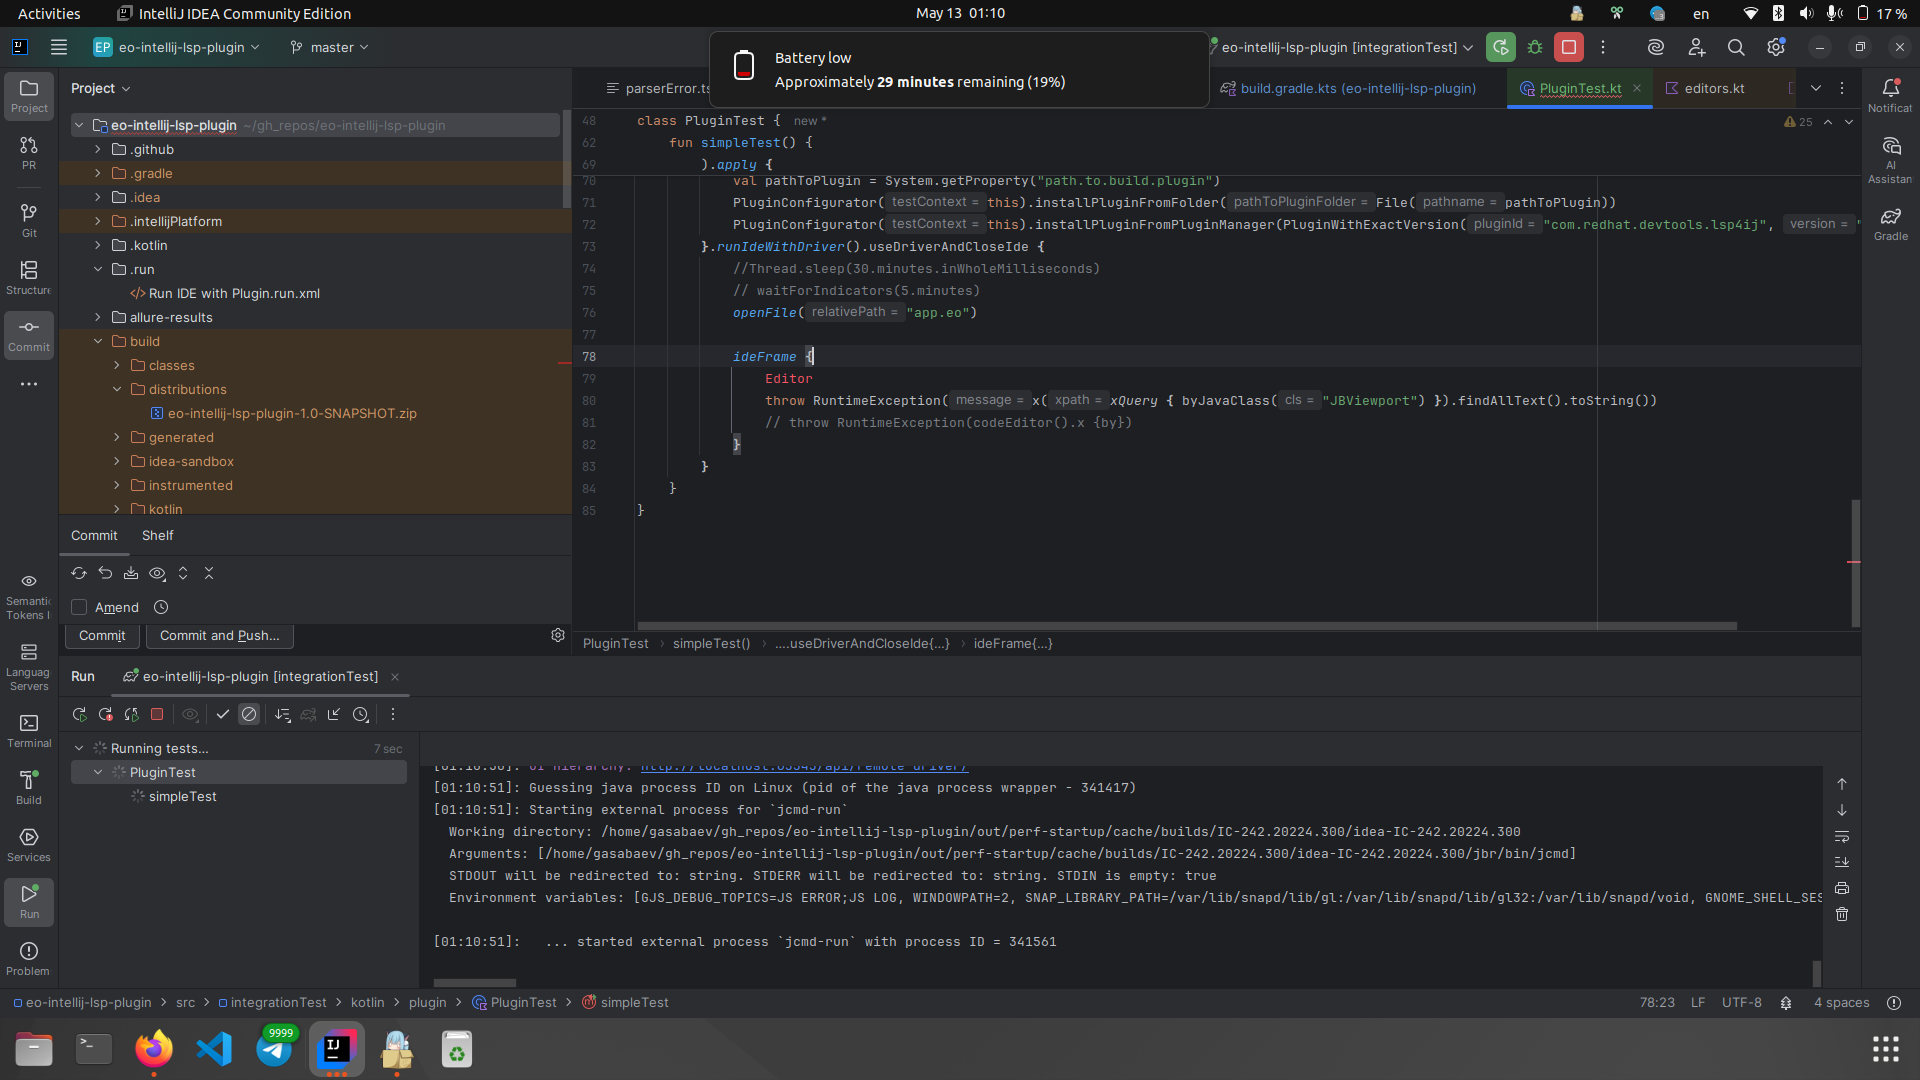 Activities
IntelliJ IDEA Community Edition
May 13 01:10
en
17 %
EP eo-intellij-lsp-plugin
master
Battery low
Approximately 29 minutes remaining (19%)
eo-intellij-lsp-plugin [integrationTest]
Project
PR
Git
Structure
Commit
Semantic
Tokens I
Language
Servers
Terminal
Build
Services
Run
Problem
Project
eo-intellij-lsp-plugin ~/gh_repos/eo-intellij-lsp-plugin
.github
.gradle
.idea
.intellijPlatform
.kotlin
.run
Run IDE with Plugin.run.xml
allure-results
build
classes
distributions
eo-intellij-lsp-plugin-1.0-SNAPSHOT.zip
generated
idea-sandbox
instrumented
kotlin
Commit Shelf
Amend
Commit
Commit and Push...
parserError.ts
build.gradle.kts (eo-intellij-lsp-plugin)
PluginTest.kt
editors.kt
25
48 class PluginTest { new *
62 fun simpleTest() {
69 ).apply {
70 val pathToPlugin = System.getProperty("path.to.build.plugin")
71 PluginConfigurator( testContext = this).installPluginFromFolder( pathToPluginFolder = File( pathname = pathToPlugin))
72 PluginConfigurator( testContext = this).installPluginFromPluginManager(PluginWithExactVersion( pluginId = "com.redhat.devtools.lsp4ij", version = "
73 }.runIdeWithDriver().useDriverAndCloseIde {
74 //Thread.sleep(30.minutes.inWholeMilliseconds)
75 // waitForIndicators(5.minutes)
76 openFile( relativePath = "app.eo")
77
78 ideFrame {
79 Editor
80 throw RuntimeException( message = x( xpath = xQuery { byJavaClass( cls = "JBViewport") }).findAllText().toString())
81 // throw RuntimeException(codeEditor().x {by})
82 }
83 }
84 }
85 }
PluginTest simpleTest() ....useDriverAndCloseIde{...} ideFrame{...}
Notificat
AI
Assistan
Gradle
Run
eo-intellij-lsp-plugin [integrationTest]
Running tests... 7 sec
PluginTest
simpleTest
[01:10:50]: UI Hierarchy: http://localhost:63343/api/remote-driver/
[01:10:51]: Guessing java process ID on Linux (pid of the java process wrapper - 341417)
[01:10:51]: Starting external process for `jcmd-run`
Working directory: /home/gasabaev/gh_repos/eo-intellij-lsp-plugin/out/perf-startup/cache/builds/IC-242.20224.300/idea-IC-242.20224.300
Arguments: [/home/gasabaev/gh_repos/eo-intellij-lsp-plugin/out/perf-startup/cache/builds/IC-242.20224.300/idea-IC-242.20224.300/jbr/bin/jcmd]
STDOUT will be redirected to: string. STDERR will be redirected to: string. STDIN is empty: true
Environment variables: [GJS_DEBUG_TOPICS=JS ERROR;JS LOG, WINDOWPATH=2, SNAP_LIBRARY_PATH=/var/lib/snapd/lib/gl:/var/lib/snapd/lib/gl32:/var/lib/snapd/void, GNOME_SHELL_SES
[01:10:51]: ... started external process `jcmd-run` with process ID = 341561
eo-intellij-lsp-plugin src integrationTest kotlin plugin PluginTest simpleTest
78:23 LF UTF-8 4 spaces
9999
IJ